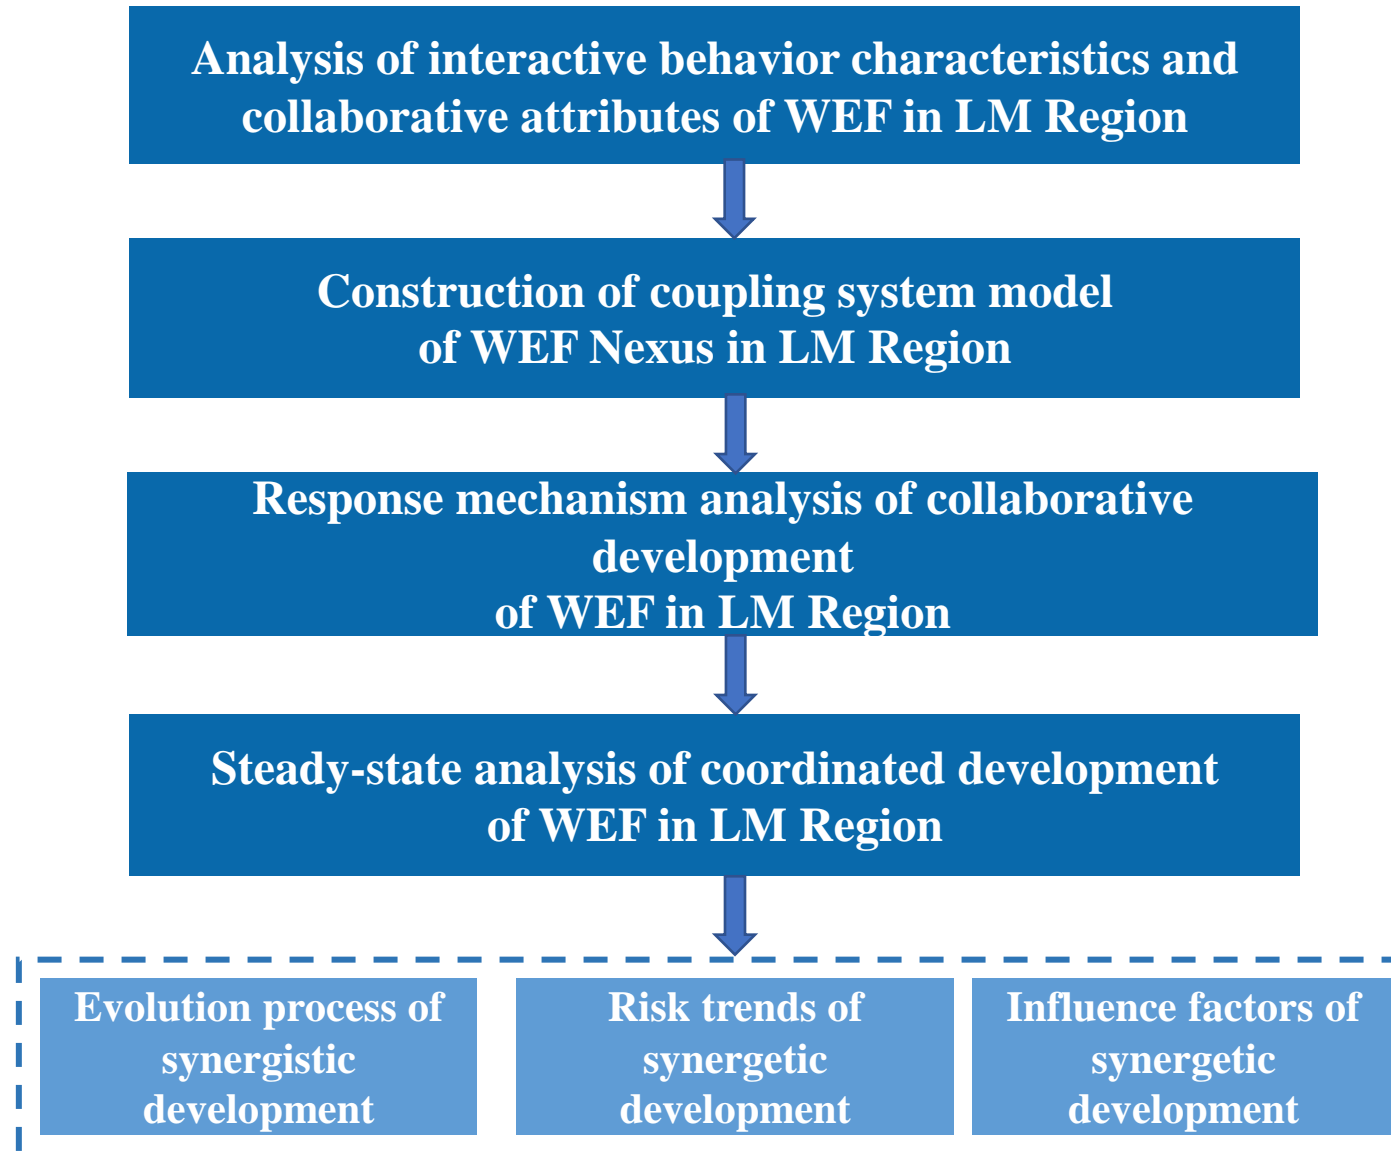 Analysis of interactive behavior characteristics and
collaborative attributes of WEF in LM Region
Construction of coupling system model
of WEF Nexus in LM Region
Response mechanism analysis of collaborative
development
of WEF in LM Region
Steady-state analysis of coordinated development
of WEF in LM Region
Evolution process of
synergistic
development
Risk trends of
synergetic
development
Influence factors of
synergetic
development